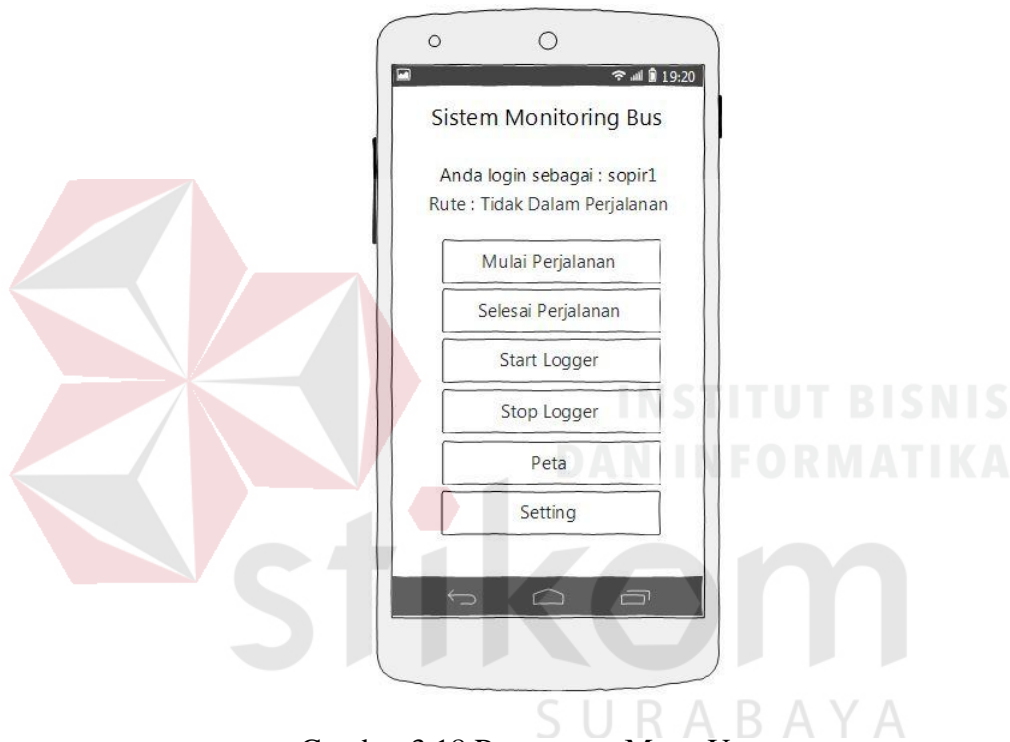 19:20
Sistem Monitoring Bus
Anda login sebagai : sopir1
Rute : Tidak Dalam Perjalanan
Mulai Perjalanan
Selesai Perjalanan
Start Logger
Stop Logger
Peta
Setting
INSTITUT BISNIS
DAN INFORMATIKA
stikom
SURABAYA